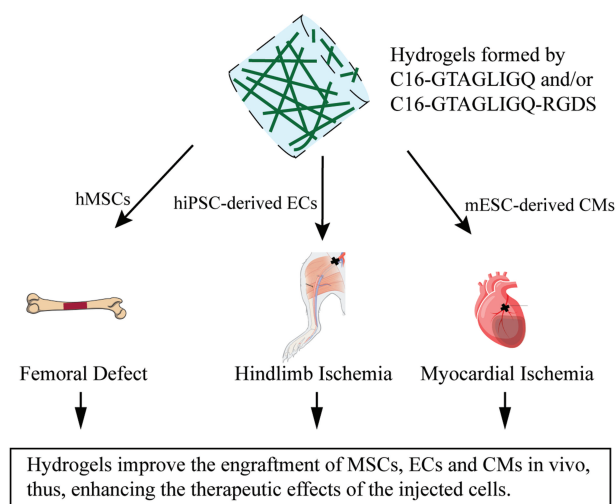 Hydrogels formed by
C16-GTAGLIGQ and/or
C16-GTAGLIGQ-RGDS
hMSCs
hiPSC-derived ECs
mESC-derived CMs
Femoral Defect
Hindlimb Ischemia
Myocardial Ischemia
Hydrogels improve the engraftment of MSCs, ECs and CMs in vivo,
thus, enhancing the therapeutic effects of the injected cells.